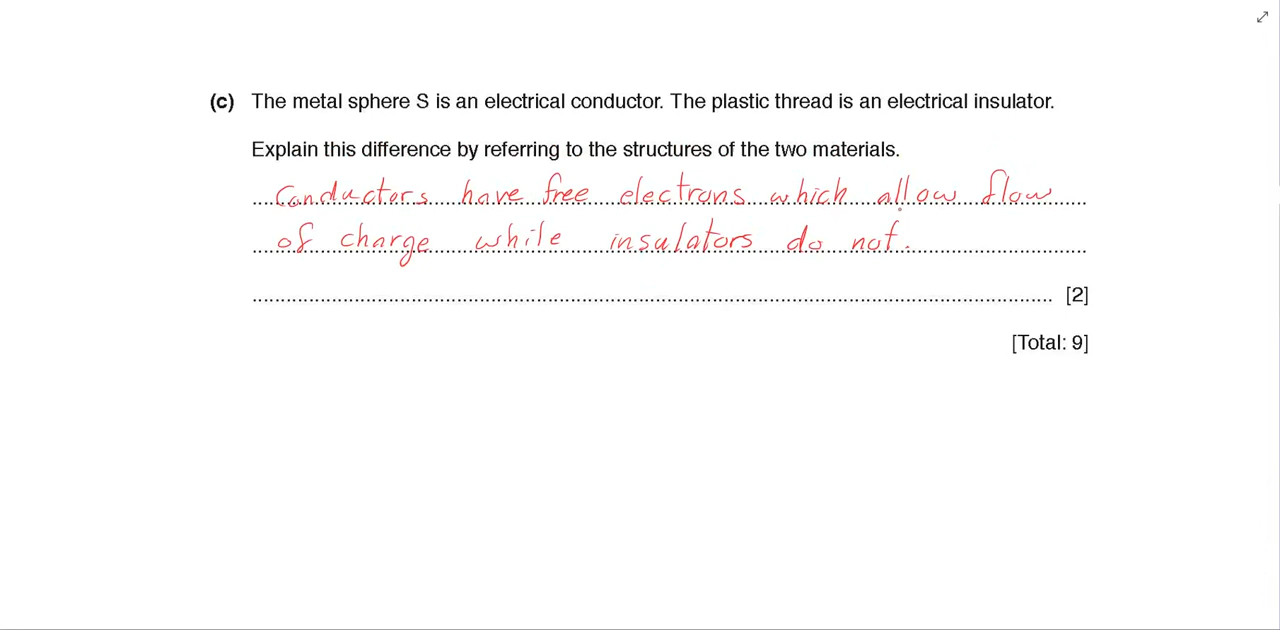 (c) The metal sphere S is an electrical conductor. The plastic thread is an electrical insulator.
Explain this difference by referring to the structures of the two materials.
Conductors have free electrons which allow flow
of charge while insulators do not.
[2]
[Total: 9]